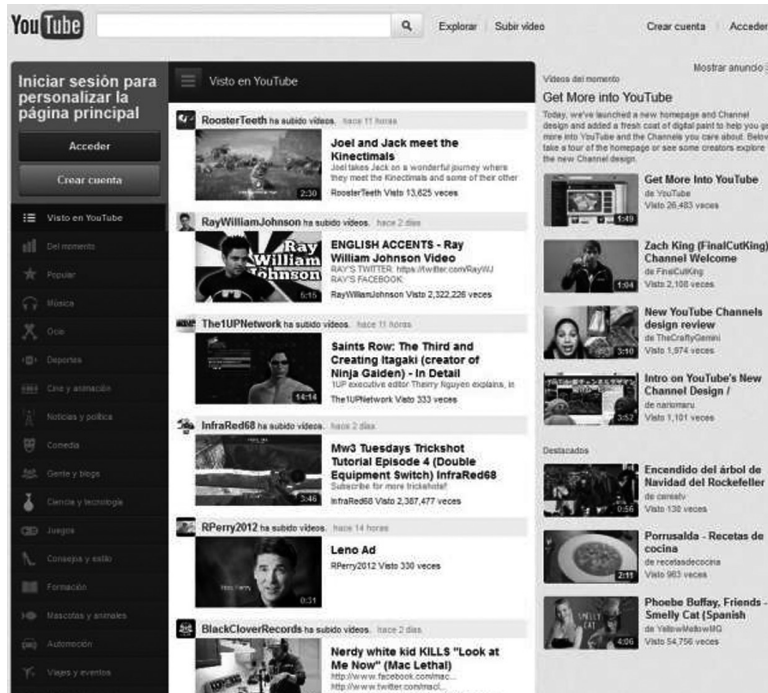 YouTube
Explorar
Subir vídeo
Crear cuenta
Acceder
Iniciar sesión para
personalizar la
página principal
Acceder
Crear cuenta
Visto en YouTube
Del momento
Popular
Música
Ocio
Deportes
Cine y animación
Noticias y política
Comedia
Gente y blogs
Ciencia y tecnología
Juegos
Consejos y estilo
Formación
Mascotas y animales
Automoción
Viajes y eventos
Visto en YouTube
RoosterTeeth ha subido vídeos. hace 11 horas
2:30
Joel and Jack meet the
Kinectimals
Joel takes Jack on a wonderful journey where
they meet the Kinectimals and some of their other
RoosterTeeth Visto 13,625 veces
RayWilliamJohnson ha subido vídeos. hace 2 días
Ray
William
Johnson
5:15
ENGLISH ACCENTS - Ray
William Johnson Video
RAY'S TWITTER: https://twitter.com/RayWJ
RAY'S FACEBOOK:
RayWilliamJohnson Visto 2,322,226 veces
The1UPNetwork ha subido vídeos. hace 11 horas
14:14
Saints Row: The Third and
Creating Itagaki (creator of
Ninja Gaiden) - In Detail
1UP executive editor Thierry Nguyen explains, in
The1UPNetwork Visto 333 veces
InfraRed68 ha subido vídeos. hace 2 días
3:46
Mw3 Tuesdays Trickshot
Tutorial Episode 4 (Double
Equipment Switch) InfraRed68
Subscribe for more trickshots!
InfraRed68 Visto 2,387,477 veces
RPerry2012 ha subido vídeos. hace 14 horas
Rick Perry
0:31
Leno Ad
RPerry2012 Visto 330 veces
BlackCloverRecords ha subido vídeos. hace 2 días
Nerdy white kid KILLS "Look at
Me Now" (Mac Lethal)
http://www.facebook.com/mac...
http://www.twitter.com/macl...
Mostrar anuncio
Vídeos del momento
Get More into YouTube
Today, we've launched a new homepage and Channel
design and added a fresh coat of digital paint to help you ge
more into YouTube and the Channels you care about. Below
take a tour of the homepage or see some creators explore
the new Channel design.
1:49
Get More Into YouTube
de YouTube
Visto 26,483 veces
1:04
Zach King (FinalCutKing)
Channel Welcome
de FinalCutKing
Visto 2,108 veces
3:10
New YouTube Channels
design review
de TheCraftyGemini
Visto 1,974 veces
3:52
Intro on YouTube's New
Channel Design /
de nariomaru
Visto 1,101 veces
Destacados
0:56
Encendido del árbol de
Navidad del Rockefeller
de canestv
Visto 138 veces
2:11
Porrusalda - Recetas de
cocina
de recetasdecocina
Visto 963 veces
SMELLY
CAT
4:06
Phoebe Buffay, Friends -
Smelly Cat (Spanish
de YellowMellowMG
Visto 54,756 veces